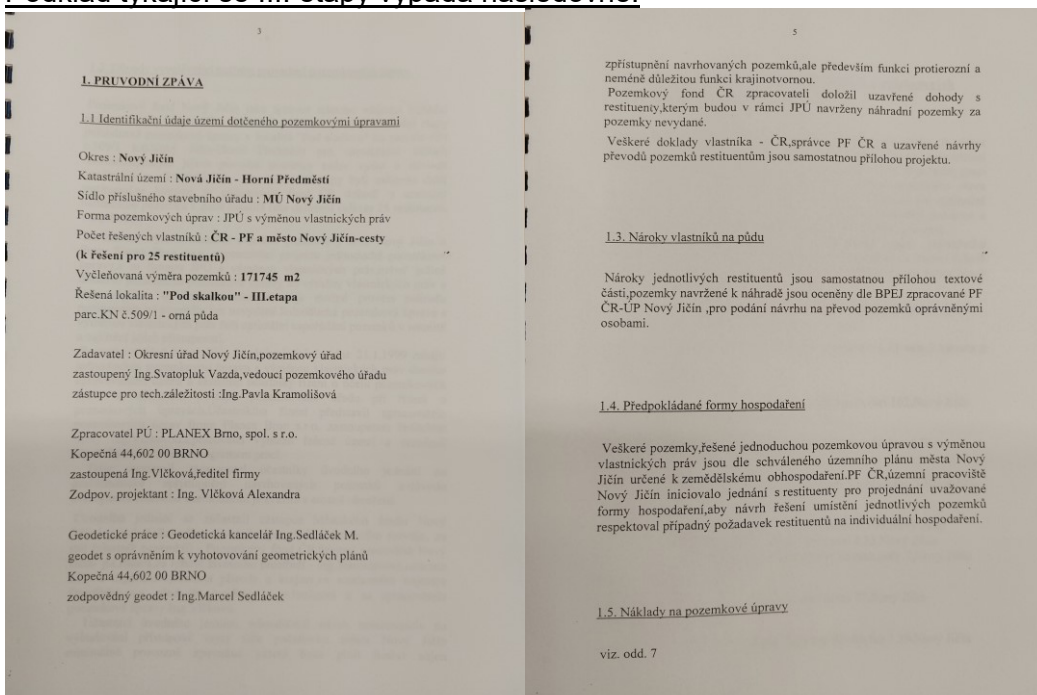 Podklad týkající se III. etapy vypadá následovně:
3
1. PRUVODNÍ ZPÁVA
1.1 Identifikační údaje území dotčeného pozemkovými úpravami
Okres : Nový Jičín
Katastrální území : Nová Jičín - Horní Předměstí
Sídlo příslušného stavebního úřadu : MÚ Nový Jičín
Forma pozemkových úprav : JPÚ s výměnou vlastnických práv
Počet řešených vlastníků : ČR - PF a město Nový Jičín-cesty
(k řešení pro 25 restituentů)
Vyčleňovaná výměra pozemků : 171745 m2
Řešená lokalita : "Pod skalkou" - III.etapa
parc.KN č.509/1 - orná půda
Zadavatel : Okresní úřad Nový Jičín,pozemkový úřad
zastoupený Ing.Svatopluk Vazda,vedoucí pozemkového úřadu
zástupce pro tech.záležitosti :Ing.Pavla Kramolišová
Zpracovatel PÚ : PLANEX Brno, spol. s r.o.
Kopečná 44,602 00 BRNO
zastoupená Ing.Vlčková,ředitel firmy
Zodpov. projektant : Ing. Vlčková Alexandra
Geodetické práce : Geodetická kancelář Ing.Sedláček M.
geodet s oprávněním k vyhotovování geometrických plánů
Kopečná 44,602 00 BRNO
zodpovědný geodet : Ing.Marcel Sedláček
5
zpřístupnění navrhovaných pozemků,ale především funkci protierozní a
neméně důležitou funkci krajinotvornou.
Pozemkový fond ČR zpracovateli doložil uzavřené dohody s
restituenty,kterým budou v rámci JPÚ navrženy náhradní pozemky za
pozemky nevydané.
Veškeré doklady vlastníka - ČR,správce PF ČR a uzavřené návrhy
převodů pozemků restituentům jsou samostatnou přílohou projektu.
1.3. Nároky vlastníků na půdu
Nároky jednotlivých restituentů jsou samostatnou přílohou textové
části,pozemky navržené k náhradě jsou oceněny dle BPEJ zpracované PF
ČR-ÚP Nový Jičín ,pro podání návrhu na převod pozemků oprávněnými
osobami.
1.4. Předpokládané formy hospodaření
Veškeré pozemky,řešené jednoduchou pozemkovou úpravou s výměnou
vlastnických práv jsou dle schváleného územního plánu města Nový
Jičín určené k zemědělskému obhospodaření.PF ČR,územní pracoviště
Nový Jičín iniciovalo jednání s restituenty pro projednání uvažované
formy hospodaření,aby návrh řešení umístění jednotlivých pozemků
respektoval případný požadavek restituentů na individuální hospodaření.
1.5. Náklady na pozemkové úpravy
viz. odd. 7